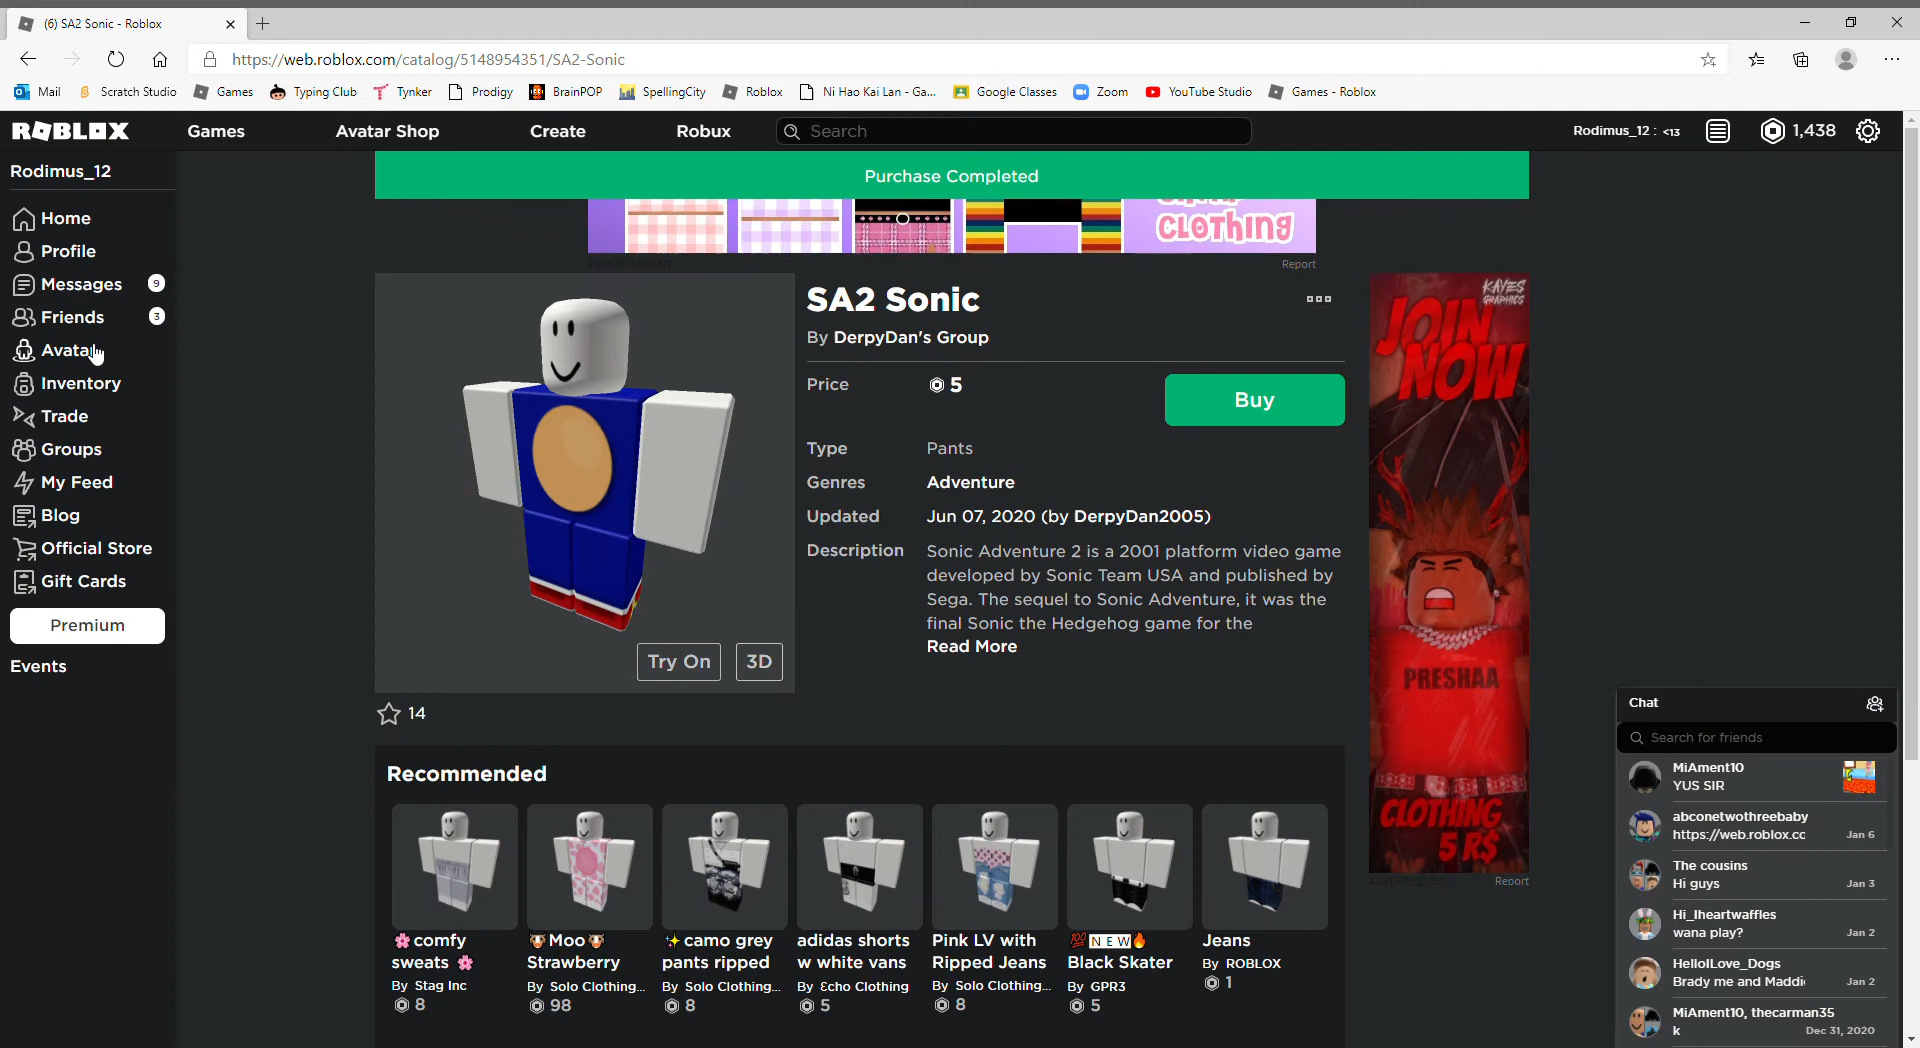 (6) SA2 Sonic - Roblox
https://web.roblox.com/catalog/5148954351/SA2-Sonic
Mail
Scratch Studio
Games
Typing Club
Tynker
Prodigy
BrainPOP
SpellingCity
Roblox
Ni Hao Kai Lan - Ga...
Google Classes
Zoom
YouTube Studio
Games - Roblox
ROBLOX
Games
Avatar Shop
Create
Robux
Search
Rodimus_12 : <13
1,438
Rodimus_12
Home
Profile
Messages 9
Friends 3
Avatar
Inventory
Trade
Groups
My Feed
Blog
Official Store
Gift Cards
Premium
Events
Purchase Completed
CLOthing
ADVERTISEMENT
Report
SA2 Sonic
By DerpyDan's Group
Price 5
Buy
Type Pants
Genres Adventure
Updated Jun 07, 2020 (by DerpyDan2005)
Description Sonic Adventure 2 is a 2001 platform video game
developed by Sonic Team USA and published by
Sega. The sequel to Sonic Adventure, it was the
final Sonic the Hedgehog game for the
Read More
Try On
3D
14
KAYES
GRAPHICS
JOIN
NOW
PRESHAA
CLOTHING
5 R$
ADVERTISEMENT
Report
Recommended
🌸comfy
sweats 🌸
By Stag Inc
8
🐮Moo🐮
Strawberry
By Solo Clothing...
98
✨camo grey
pants ripped
By Solo Clothing...
8
adidas shorts
w white vans
By Echo Clothing
5
Pink LV with
Ripped Jeans
By Solo Clothing...
8
💯NEW🔥
Black Skater
By GPR3
5
Jeans
By ROBLOX
1
Chat
Search for friends
MiAment10
YUS SIR
abconetwothreebaby
https://web.roblox.cc Jan 6
The cousins
Hi guys Jan 3
Hi_Iheartwaffles
wana play? Jan 2
HelloILove_Dogs
Brady me and Maddi Jan 2
MiAment10, thecarman35
k Dec 31, 2020